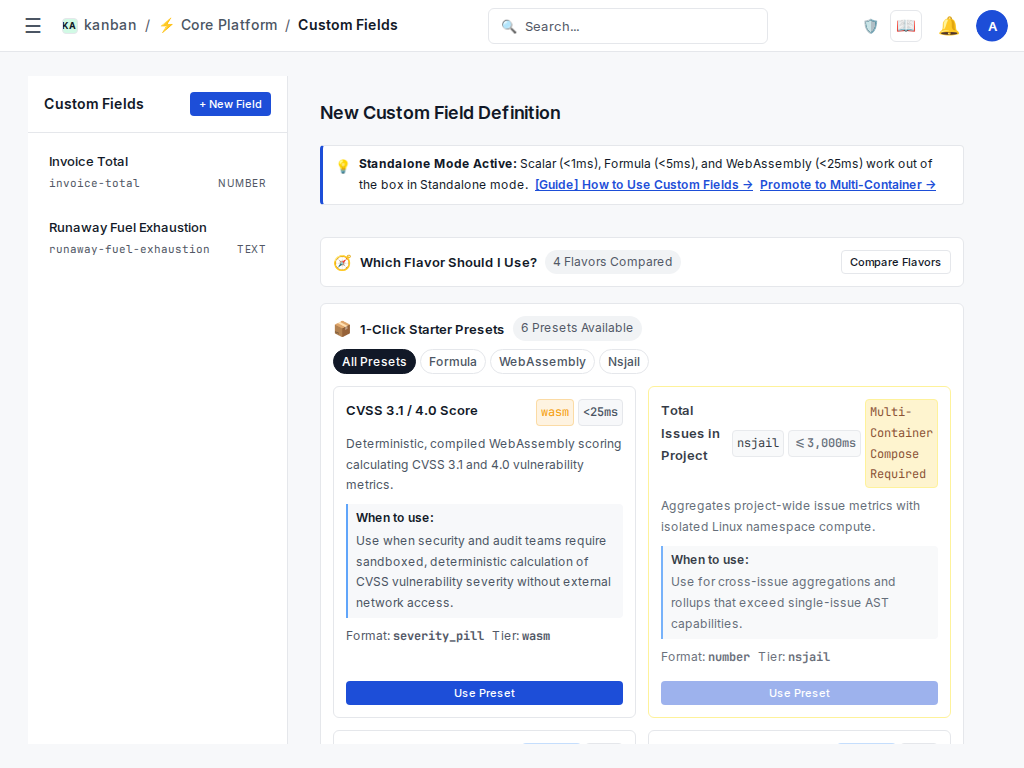 ☰ KA kanban / ⚡ Core Platform / Custom Fields
Search...
A
Custom Fields
+ New Field
Invoice Total
invoice-total NUMBER
Runaway Fuel Exhaustion
runaway-fuel-exhaustion TEXT
New Custom Field Definition
Standalone Mode Active: Scalar (<1ms), Formula (<5ms), and WebAssembly (<25ms) work out of
the box in Standalone mode. [Guide] How to Use Custom Fields → Promote to Multi-Container →
Which Flavor Should I Use? 4 Flavors Compared
Compare Flavors
1-Click Starter Presets 6 Presets Available
All Presets Formula WebAssembly Nsjail
CVSS 3.1 / 4.0 Score wasm <25ms
Deterministic, compiled WebAssembly scoring
calculating CVSS 3.1 and 4.0 vulnerability
metrics.
When to use:
Use when security and audit teams require
sandboxed, deterministic calculation of
CVSS vulnerability severity without external
network access.
Format: severity_pill Tier: wasm
Use Preset
Total
Issues in
Project
nsjail ≤3,000ms
Multi-
Container
Compose
Required
Aggregates project-wide issue metrics with
isolated Linux namespace compute.
When to use:
Use for cross-issue aggregations and
rollups that exceed single-issue AST
capabilities.
Format: number Tier: nsjail
Use Preset